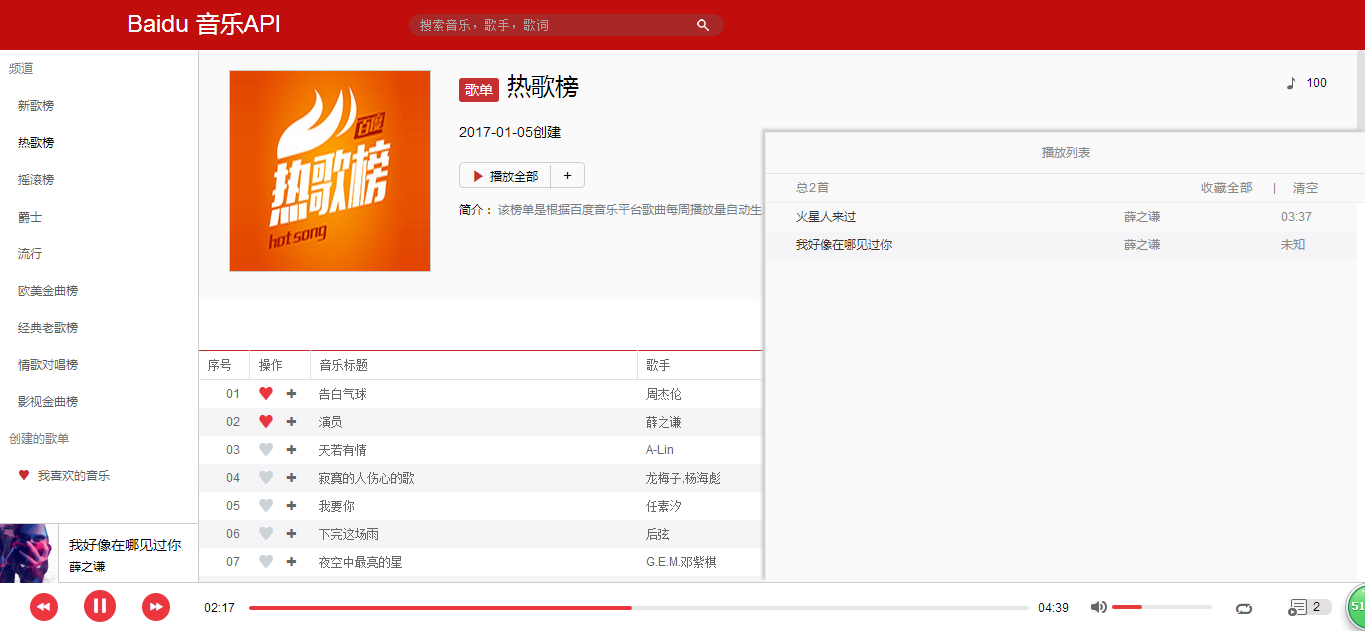 Baidu 音乐API
搜索音乐，歌手，歌词
频道
新歌榜
热歌榜
摇滚榜
爵士
流行
欧美金曲榜
经典老歌榜
情歌对唱榜
影视金曲榜
创建的歌单
我喜欢的音乐
百度
热歌榜
hot song
歌单 热歌榜
100
2017-01-05创建
播放全部 +
简介： 该榜单是根据百度音乐平台歌曲每周播放量自动生
播放列表
总2首 收藏全部 | 清空
火星人来过 薛之谦 03:37
我好像在哪见过你 薛之谦 未知
序号 操作 音乐标题 歌手
01 告白气球 周杰伦
02 演员 薛之谦
03 天若有情 A-Lin
04 寂寞的人伤心的歌 龙梅子,杨海彪
05 我要你 任素汐
06 下完这场雨 后弦
07 夜空中最亮的星 G.E.M.邓紫棋
我好像在哪见过你
薛之谦
02:17 04:39 2
51